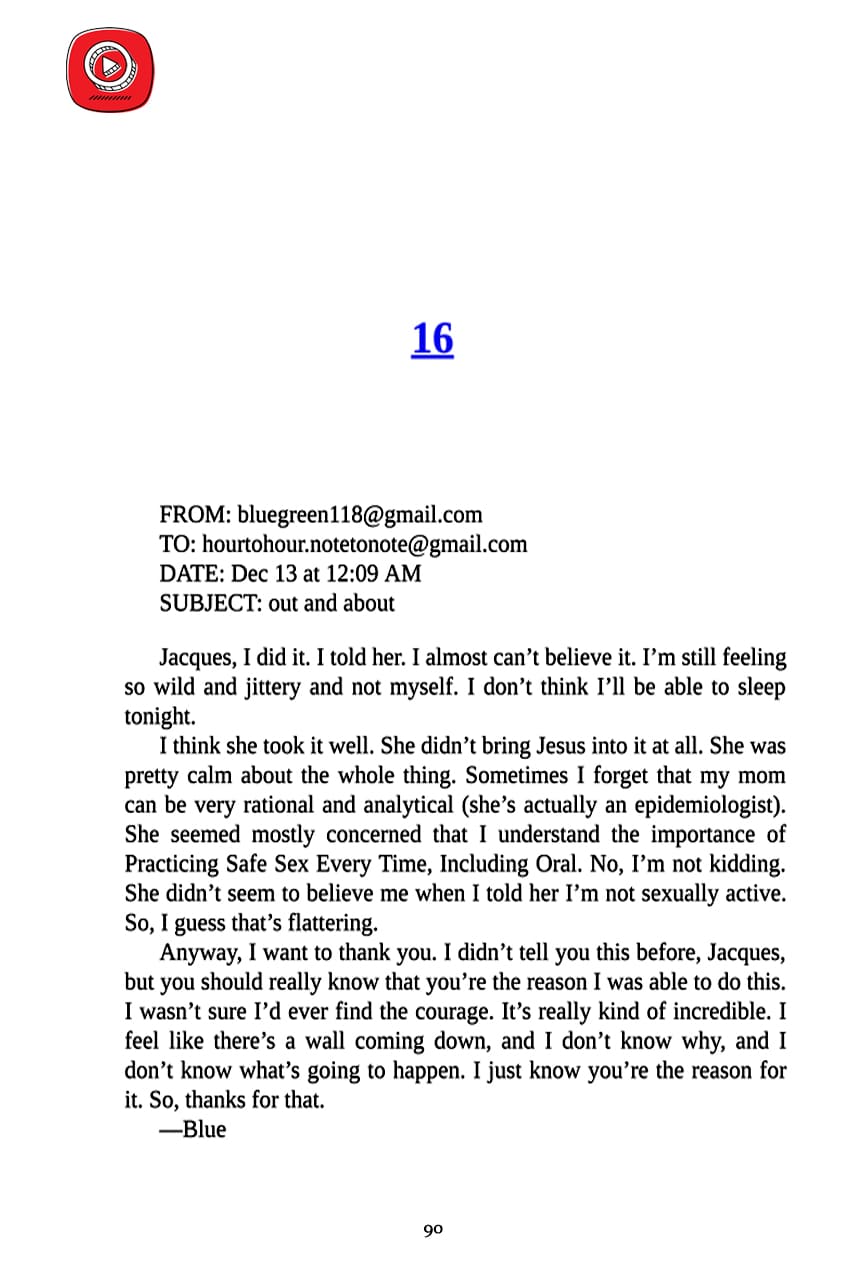 16
FROM: bluegreen118@gmail.com
TO: hourtohour.notetonote@gmail.com
DATE: Dec 13 at 12:09 AM
SUBJECT: out and about
Jacques, I did it. I told her. I almost can’t believe it. I’m still feeling
so wild and jittery and not myself. I don’t think I’ll be able to sleep
tonight.
I think she took it well. She didn’t bring Jesus into it at all. She was
pretty calm about the whole thing. Sometimes I forget that my mom
can be very rational and analytical (she’s actually an epidemiologist).
She seemed mostly concerned that I understand the importance of
Practicing Safe Sex Every Time, Including Oral. No, I’m not kidding.
She didn’t seem to believe me when I told her I’m not sexually active.
So, I guess that’s flattering.
Anyway, I want to thank you. I didn’t tell you this before, Jacques,
but you should really know that you’re the reason I was able to do this.
I wasn’t sure I’d ever find the courage. It’s really kind of incredible. I
feel like there’s a wall coming down, and I don’t know why, and I
don’t know what’s going to happen. I just know you’re the reason for
it. So, thanks for that.
—Blue
90